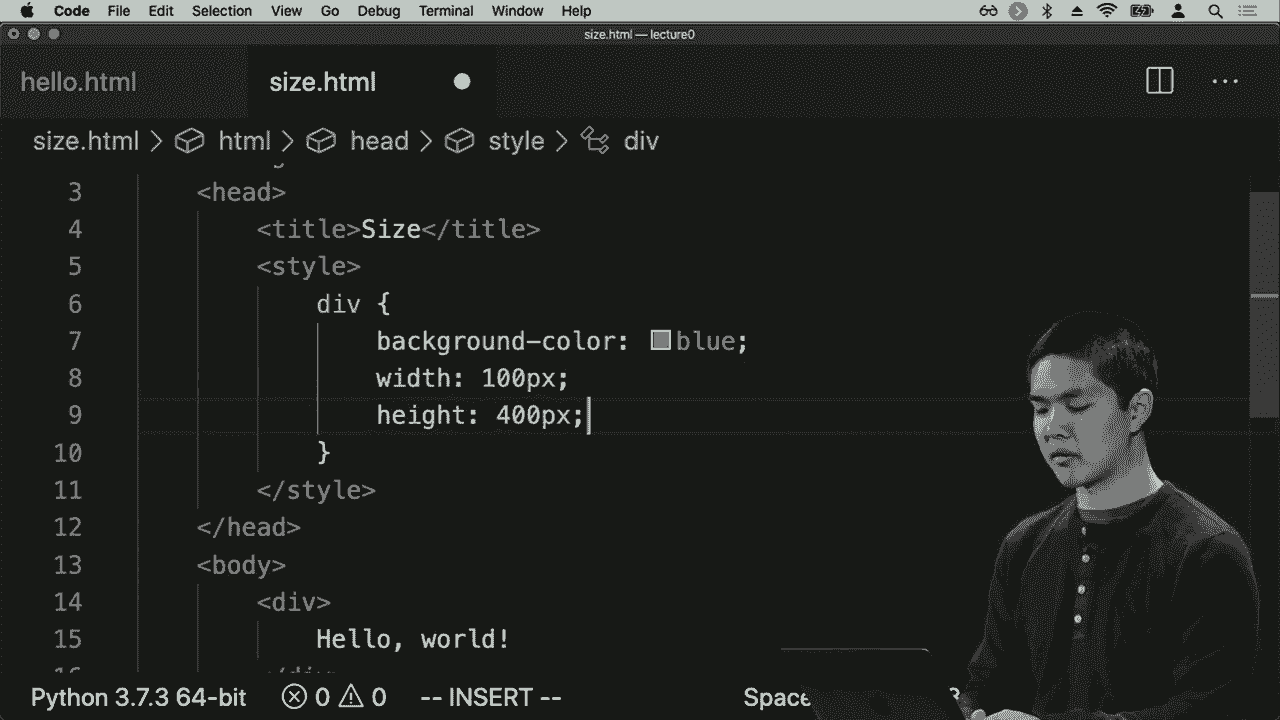 Code File Edit Selection View Go Debug Terminal Window Help
size.html — lecture0
hello.html size.html
size.html html head style div
3 <head>
4 <title>Size</title>
5 <style>
6 div {
7 background-color: blue;
8 width: 100px;
9 height: 400px;
10 }
11 </style>
12 </head>
13 <body>
14 <div>
15 Hello, world!
Python 3.7.3 64-bit 0 0 -- INSERT --